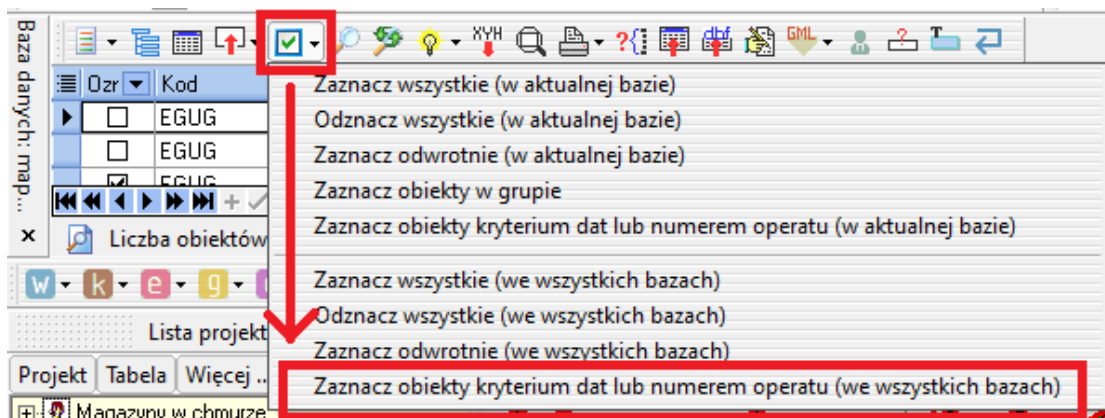 Baza danych: map...
XYH
?{}
GML
T
Ozr Kod
EGUG
EGUG
EGUG
Liczba obiektów
w k e g
Lista projekt
Projekt Tabela Więcej ..
Magazyny w chmurze
Zaznacz wszystkie (w aktualnej bazie)
Odznacz wszystkie (w aktualnej bazie)
Zaznacz odwrotnie (w aktualnej bazie)
Zaznacz obiekty w grupie
Zaznacz obiekty kryterium dat lub numerem operatu (w aktualnej bazie)
Zaznacz wszystkie (we wszystkich bazach)
Odznacz wszystkie (we wszystkich bazach)
Zaznacz odwrotnie (we wszystkich bazach)
Zaznacz obiekty kryterium dat lub numerem operatu (we wszystkich bazach)